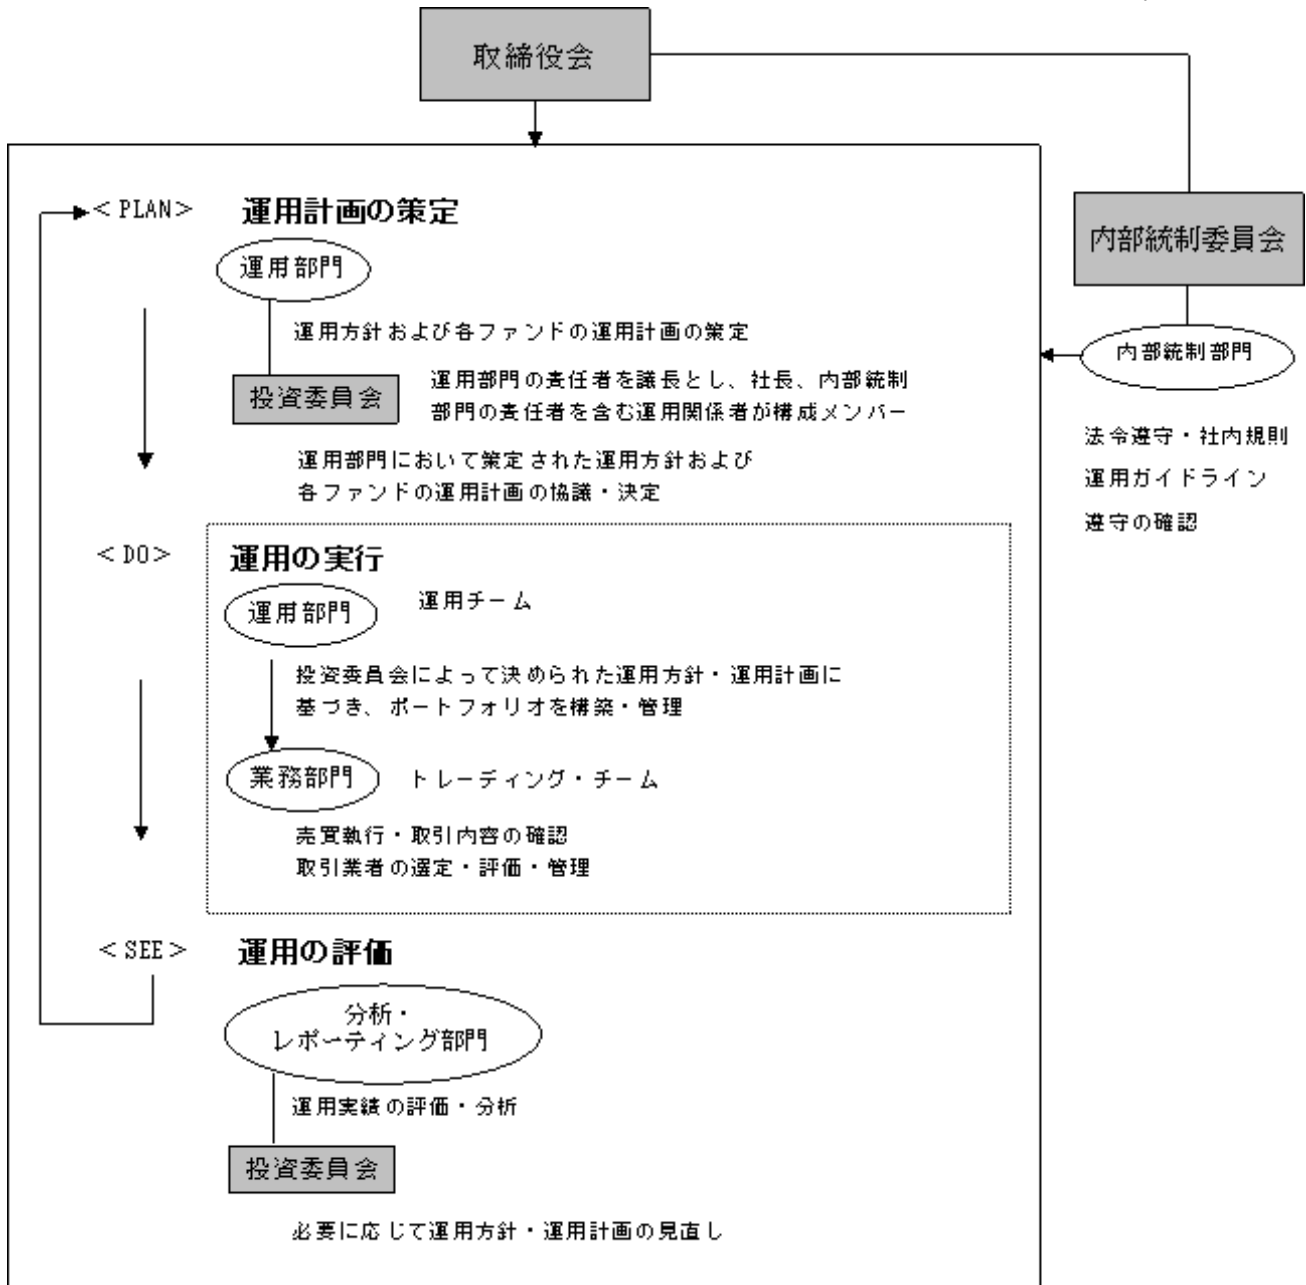 取締役会
<PLAN>
運用計画の策定
運用部門
運用方針および各ファンドの運用計画の策定
投資委員会
運用部門の責任者を議長とし、社長、内部統制
部門の責任者を含む運用関係者が構成メンバー
運用部門において策定された運用方針および
各ファンドの運用計画の協議・決定
内部統制委員会
内部統制部門
法令遵守・社内規則
運用ガイドライン
遵守の確認
<DO>
運用の実行
運用部門
運用チーム
投資委員会によって決められた運用方針・運用計画に
基づき、ポートフォリオを構築・管理
業務部門
トレーディング・チーム
売買執行・取引内容の確認
取引業者の選定・評価・管理
<SEE>
運用の評価
分析・
レポーティング部門
運用実績の評価・分析
投資委員会
必要に応じて運用方針・運用計画の見直し